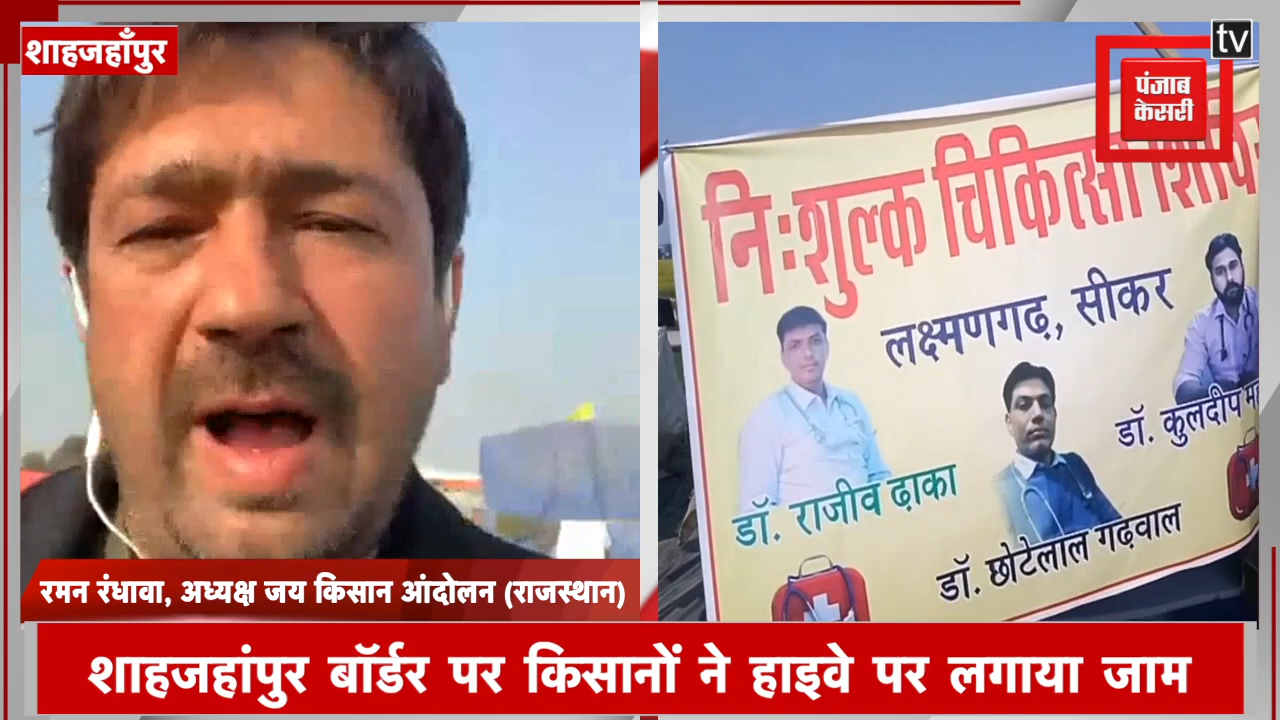 शाहजहाँपुर
tv
पंजाब
केसरी
निःशुल्क चिकित्सा
लक्ष्मणगढ़, सीकर
डॉ. राजीव ढ़ाका
डॉ. छोटेलाल गढ़वाल
डॉ. कुलदीप
रमन रंधावा, अध्यक्ष जय किसान आंदोलन (राजस्थान)
शाहजहांपुर बॉर्डर पर किसानों ने हाइवे पर लगाया जाम